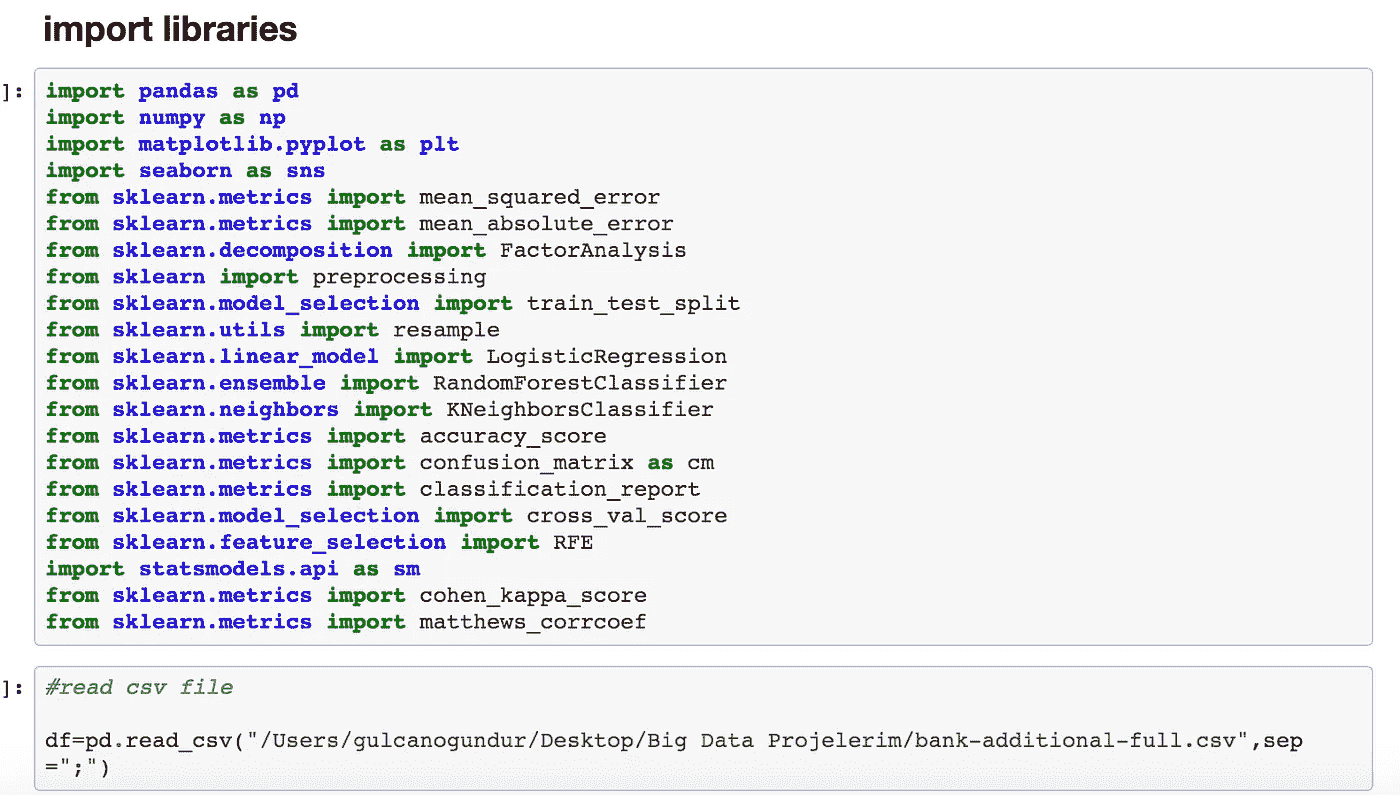 import libraries
]:
import pandas as pd
import numpy as np
import matplotlib.pyplot as plt
import seaborn as sns
from sklearn.metrics import mean_squared_error
from sklearn.metrics import mean_absolute_error
from sklearn.decomposition import FactorAnalysis
from sklearn import preprocessing
from sklearn.model_selection import train_test_split
from sklearn.utils import resample
from sklearn.linear_model import LogisticRegression
from sklearn.ensemble import RandomForestClassifier
from sklearn.neighbors import KNeighborsClassifier
from sklearn.metrics import accuracy_score
from sklearn.metrics import confusion_matrix as cm
from sklearn.metrics import classification_report
from sklearn.model_selection import cross_val_score
from sklearn.feature_selection import RFE
import statsmodels.api as sm
from sklearn.metrics import cohen_kappa_score
from sklearn.metrics import matthews_corrcoef
]:
#read csv file
df=pd.read_csv("/Users/gulcanogundur/Desktop/Big Data Projelerim/bank-additional-full.csv",sep
=";")